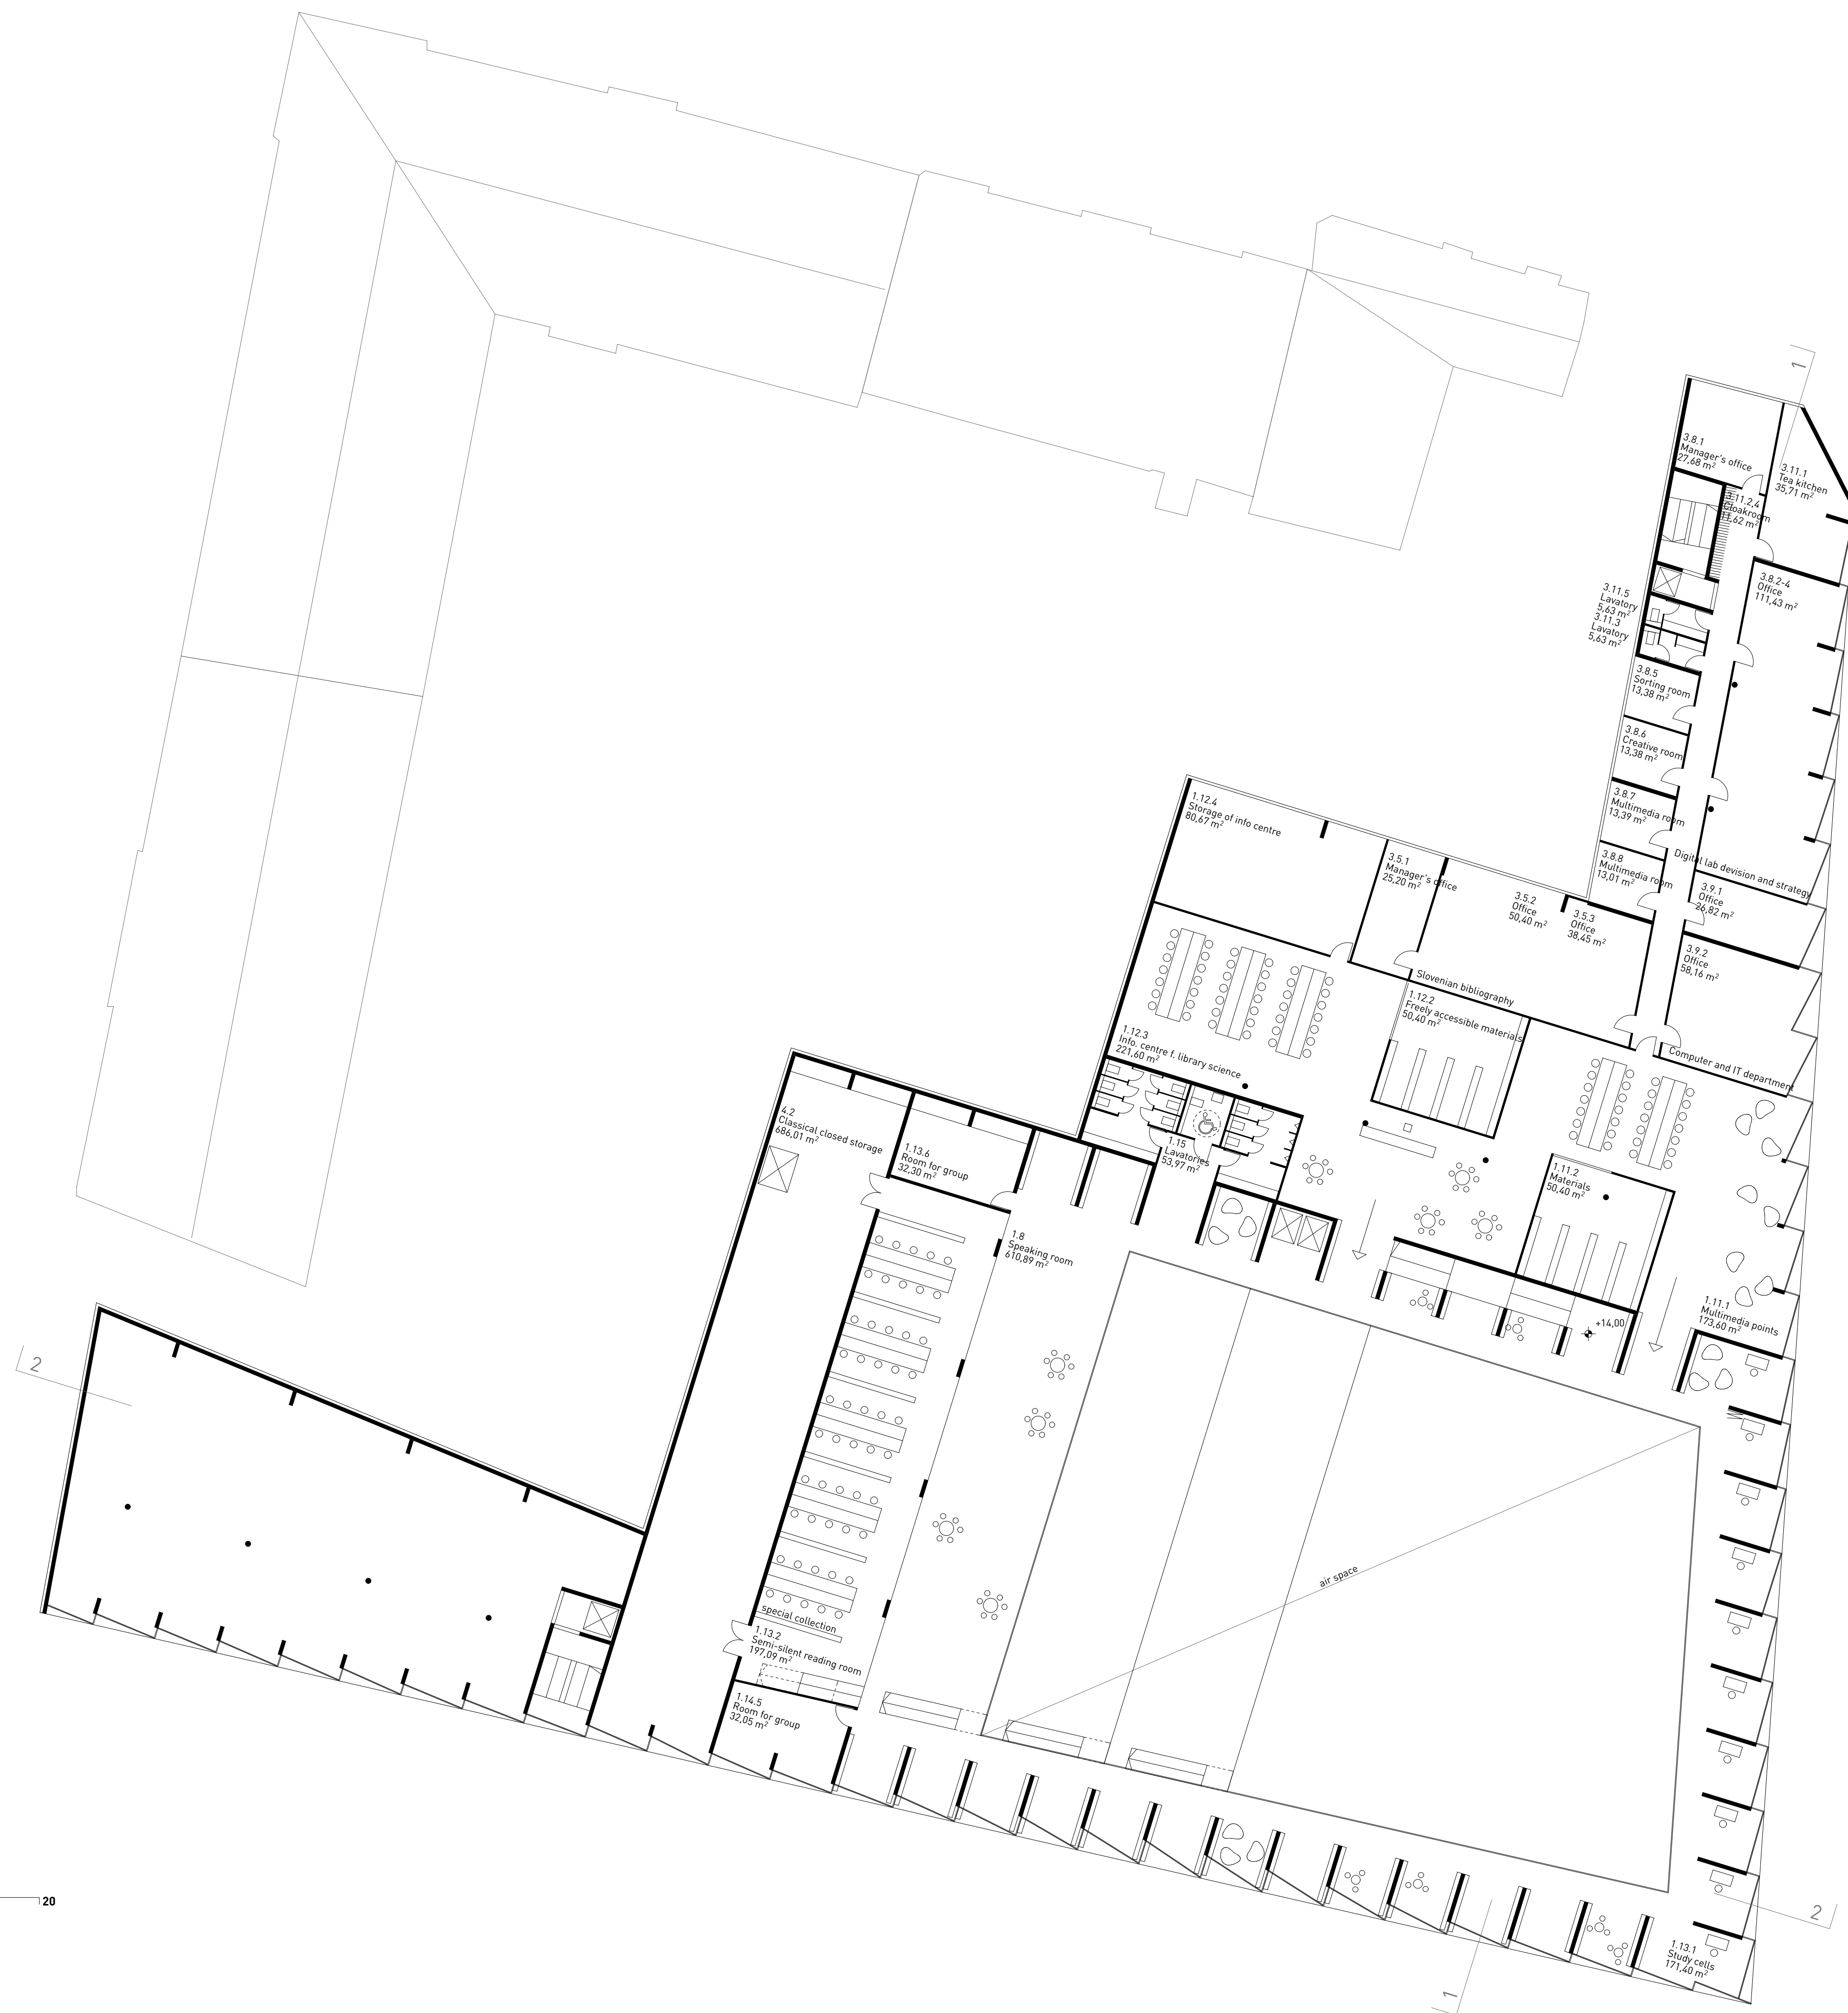 1
3.8.1
Manager's office
27,68 m²
3.11.1
Tea kitchen
35,71 m²
3.11.2,4
Cloakroom
11,62 m²
3.8.2-4
Office
111,43 m²
3.11.5
Lavatory
5,63 m²
3.11.3
Lavatory
5,63 m²
3.8.5
Sorting room
13,38 m²
3.8.6
Creative room
13,38 m²
3.8.7
Multimedia room
13,39 m²
3.8.8
Multimedia room
13,01 m²
Digital lab devision and strategy
3.9.1
Office
26,82 m²
3.9.2
Office
58,16 m²
1.12.4
Storage of info centre
80,67 m²
3.5.1
Manager's office
25,20 m²
3.5.2
Office
50,40 m²
3.5.3
Office
38,45 m²
Slovenian bibliography
1.12.2
Freely accessible materials
50,40 m²
1.12.3
Info. centre f. library science
221,60 m²
Computer and IT department
4.2
Classical closed storage
686,01 m²
1.13.6
Room for group
32,30 m²
1.15
Lavatories
53,97 m²
1.11.2
Materials
50,40 m²
1.8
Speaking room
610,89 m²
+14,00
1.11.1
Multimedia points
173,60 m²
2
air space
special collection
1.13.2
Semi-silent reading room
197,09 m²
1.14.5
Room for group
32,05 m²
20
2
1.13.1
Study cells
171,40 m²
1